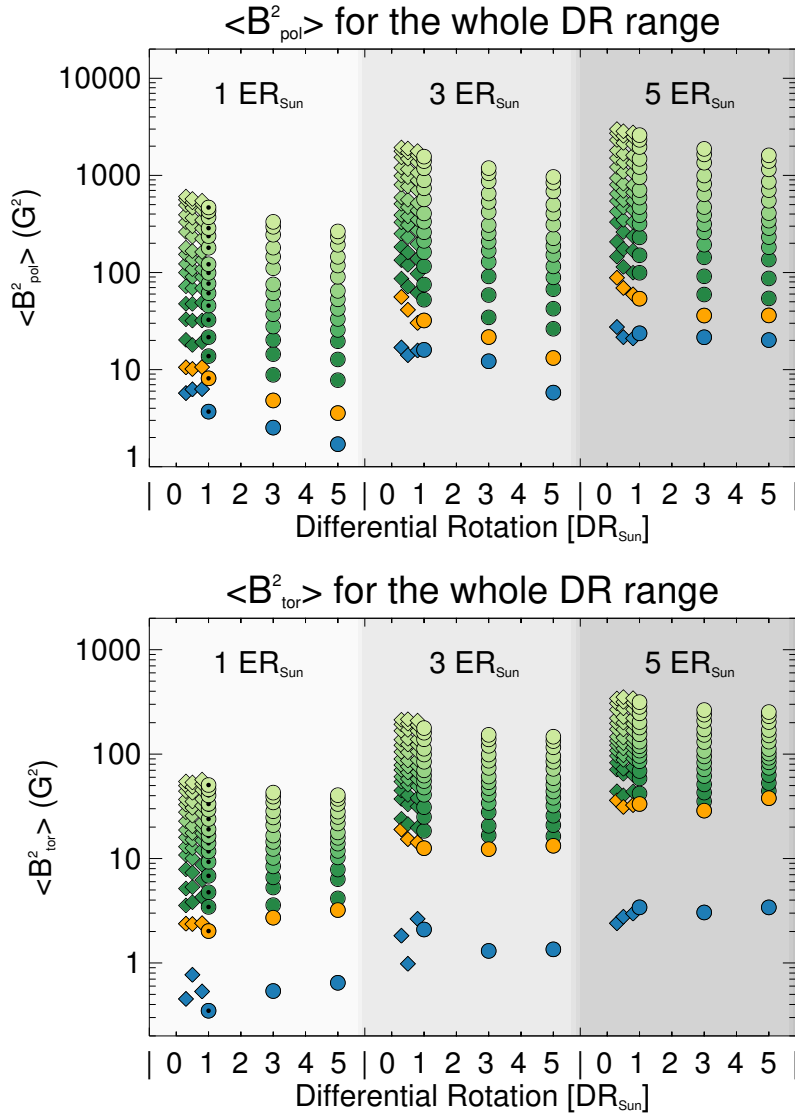 <B²pol> for the whole DR range
1 ERSun 3 ERSun 5 ERSun
10000
1000
100
10
1
<B²pol> (G²)
| 0 1 2 3 4 5 | 0 1 2 3 4 5 | 0 1 2 3 4 5 |
Differential Rotation [DRSun]
<B²tor> for the whole DR range
1 ERSun 3 ERSun 5 ERSun
1000
100
10
1
<B²tor> (G²)
| 0 1 2 3 4 5 | 0 1 2 3 4 5 | 0 1 2 3 4 5 |
Differential Rotation [DRSun]